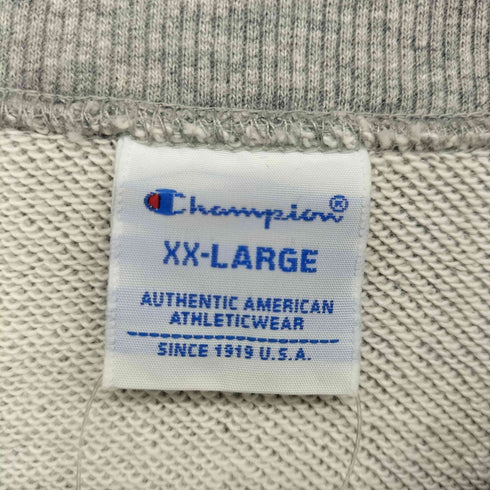 Champion®
XX-LARGE
AUTHENTIC AMERICAN
ATHLETICWEAR
SINCE 1919 U.S.A.